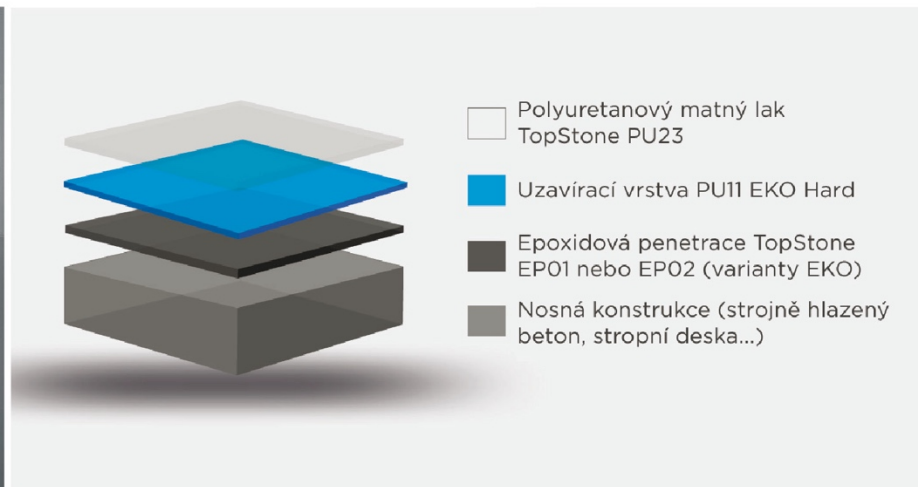 Polyuretanový matný lak
TopStone PU23
Uzavírací vrstva PU11 EKO Hard
Epoxidová penetrace TopStone
EP01 nebo EP02 (varianty EKO)
Nosná konstrukce (strojně hlazený
beton, stropní deska...)